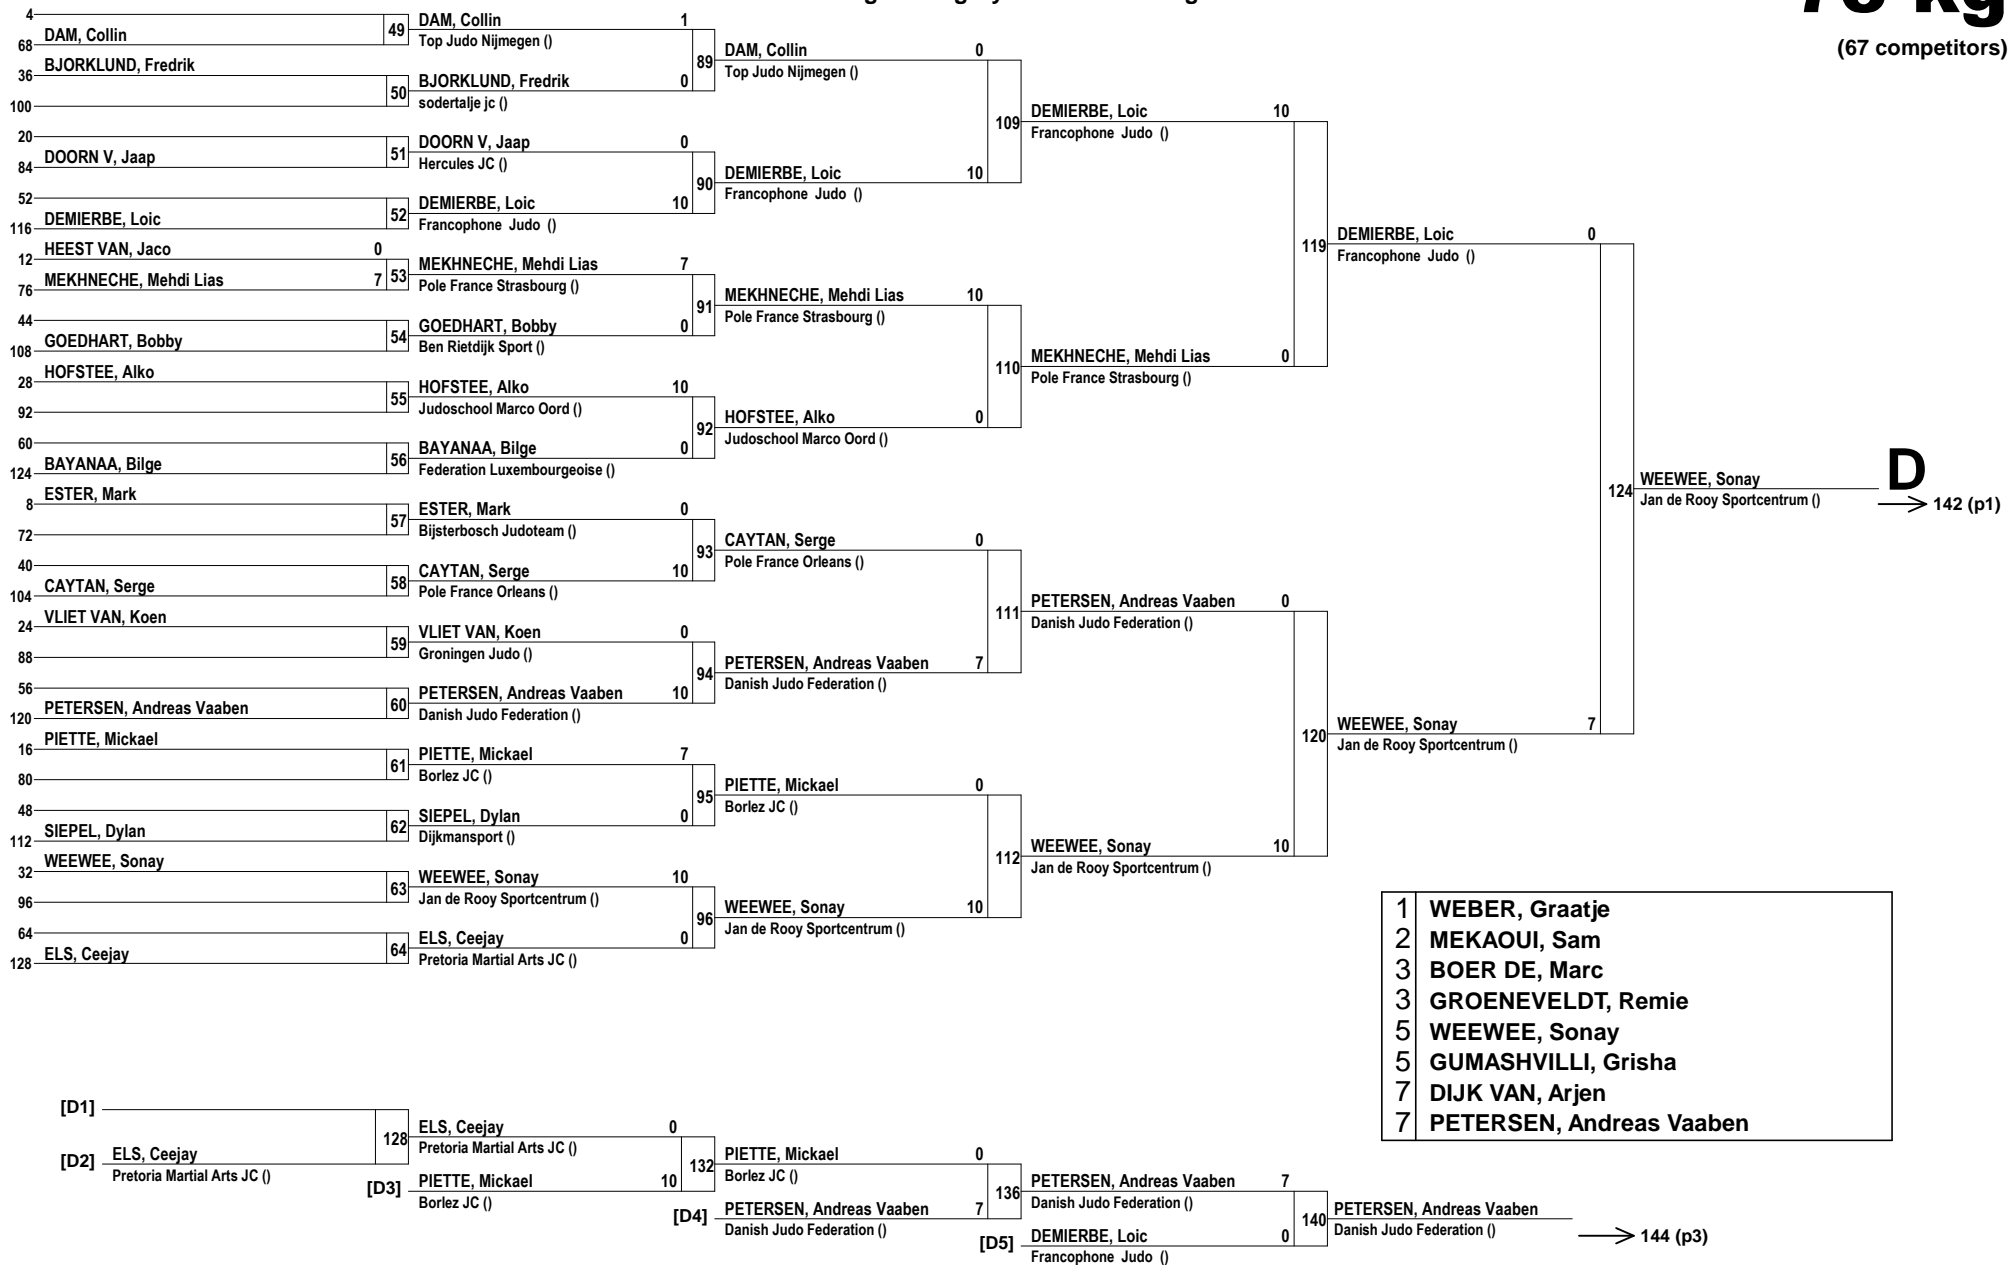 (67 competitors)
4
DAM, Collin
68
49
BJORKLUND, Fredrik
36
100
50
20
DOORN V, Jaap
84
51
52
DEMIERBE, Loic
116
52
HEEST VAN, Jaco 0
12
MEKHNECHE, Mehdi Lias 7
76
53
44
GOEDHART, Bobby
108
54
HOFSTEE, Alko
28
92
55
60
BAYANAA, Bilge
124
56
ESTER, Mark
8
72
57
40
CAYTAN, Serge
104
58
VLIET VAN, Koen
24
88
59
56
PETERSEN, Andreas Vaaben
120
60
PIETTE, Mickael
16
80
61
48
SIEPEL, Dylan
112
62
WEEWEE, Sonay
32
96
63
64
ELS, Ceejay
128
64
DAM, Collin 1
Top Judo Nijmegen ()
89
BJORKLUND, Fredrik 0
sodertalje jc ()
DOORN V, Jaap 0
Hercules JC ()
90
DEMIERBE, Loic 10
Francophone Judo ()
MEKHNECHE, Mehdi Lias 7
Pole France Strasbourg ()
91
GOEDHART, Bobby 0
Ben Rietdijk Sport ()
HOFSTEE, Alko 10
Judoschool Marco Oord ()
92
BAYANAA, Bilge 0
Federation Luxembourgeoise ()
ESTER, Mark 0
Bijsterbosch Judoteam ()
93
CAYTAN, Serge 10
Pole France Orleans ()
VLIET VAN, Koen 0
Groningen Judo ()
94
PETERSEN, Andreas Vaaben 10
Danish Judo Federation ()
PIETTE, Mickael 7
Borlez JC ()
95
SIEPEL, Dylan 0
Dijkmansport ()
WEEWEE, Sonay 10
Jan de Rooy Sportcentrum ()
96
ELS, Ceejay 0
Pretoria Martial Arts JC ()
DAM, Collin 0
Top Judo Nijmegen ()
109
DEMIERBE, Loic 10
Francophone Judo ()
MEKHNECHE, Mehdi Lias 10
Pole France Strasbourg ()
110
HOFSTEE, Alko 0
Judoschool Marco Oord ()
CAYTAN, Serge 0
Pole France Orleans ()
111
PETERSEN, Andreas Vaaben 7
Danish Judo Federation ()
PIETTE, Mickael 0
Borlez JC ()
112
WEEWEE, Sonay 10
Jan de Rooy Sportcentrum ()
DEMIERBE, Loic 10
Francophone Judo ()
119
MEKHNECHE, Mehdi Lias 0
Pole France Strasbourg ()
PETERSEN, Andreas Vaaben 0
Danish Judo Federation ()
120
WEEWEE, Sonay 10
Jan de Rooy Sportcentrum ()
DEMIERBE, Loic 0
Francophone Judo ()
124
WEEWEE, Sonay 7
Jan de Rooy Sportcentrum ()
WEEWEE, Sonay
Jan de Rooy Sportcentrum ()
D
142 (p1)
1 WEBER, Graatje
2 MEKAOUI, Sam
3 BOER DE, Marc
3 GROENEVELDT, Remie
5 WEEWEE, Sonay
5 GUMASHVILLI, Grisha
7 DIJK VAN, Arjen
7 PETERSEN, Andreas Vaaben
[D1]
128
[D2] ELS, Ceejay
Pretoria Martial Arts JC ()
ELS, Ceejay 0
Pretoria Martial Arts JC ()
132
[D3] PIETTE, Mickael 10
Borlez JC ()
PIETTE, Mickael 0
Borlez JC ()
136
[D4] PETERSEN, Andreas Vaaben 7
Danish Judo Federation ()
PETERSEN, Andreas Vaaben 7
Danish Judo Federation ()
140
[D5] DEMIERBE, Loic 0
Francophone Judo ()
PETERSEN, Andreas Vaaben
Danish Judo Federation ()
144 (p3)